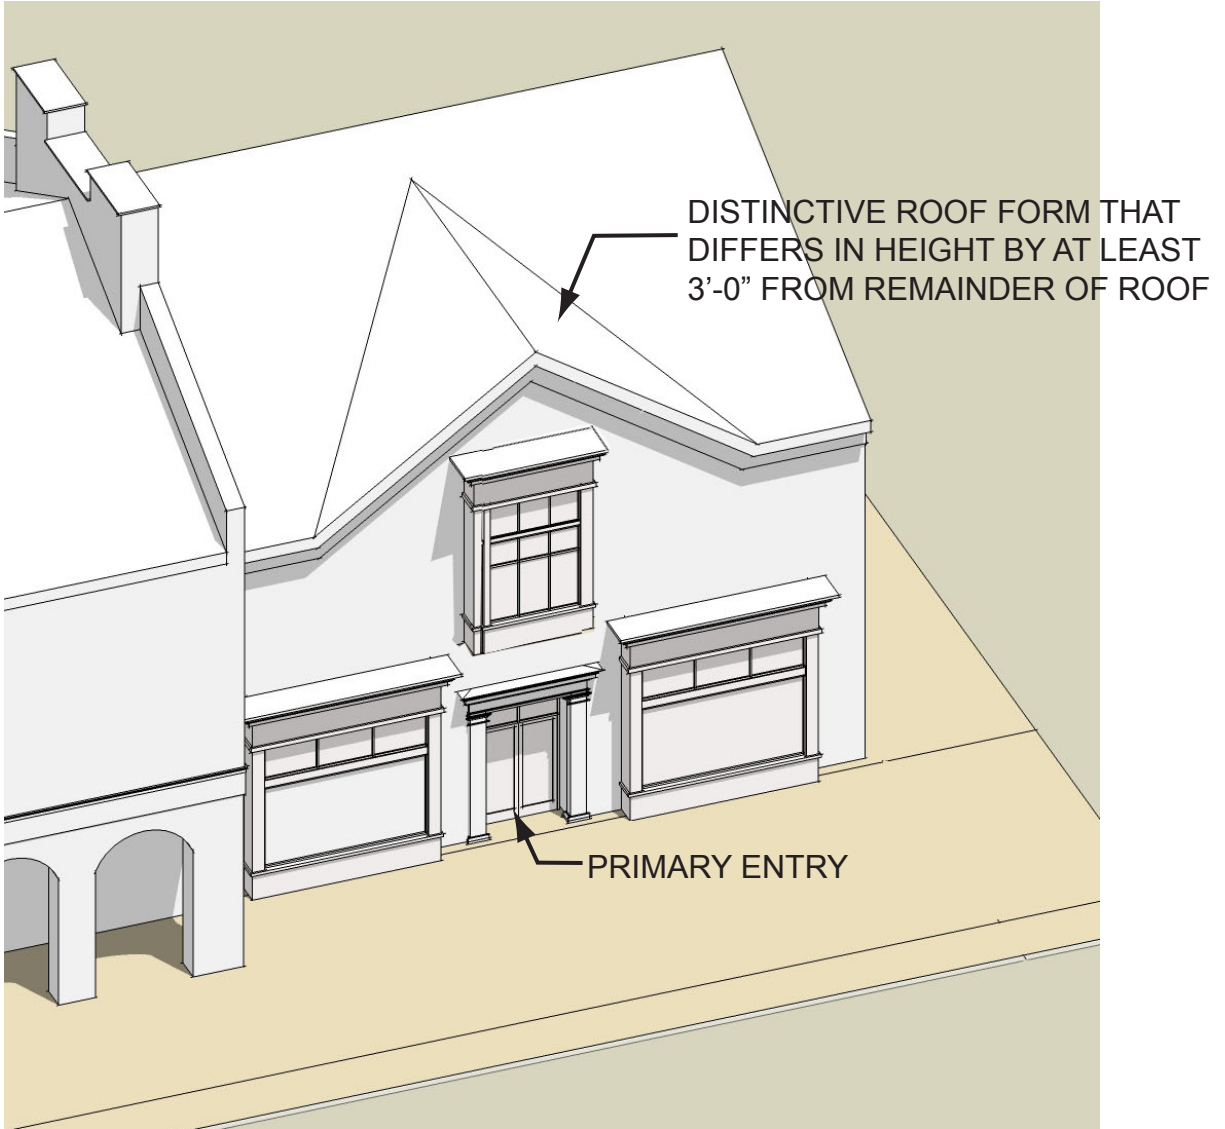 DISTINCTIVE ROOF FORM THAT
DIFFERS IN HEIGHT BY AT LEAST
3’-0” FROM REMAINDER OF ROOF
PRIMARY ENTRY